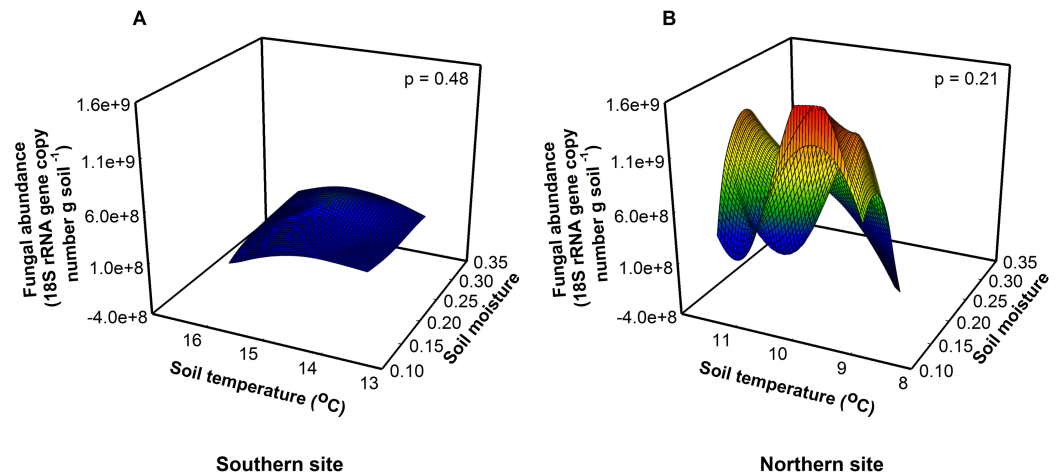 A
p = 0.48
Fungal abundance
(18S rRNA gene copy
number g soil -1)
1.6e+9
1.1e+9
6.0e+8
1.0e+8
-4.0e+8
16
15
14
13
Soil temperature (oC)
0.10
0.15
0.20
0.25
0.30
0.35
Soil moisture
Southern site
B
p = 0.21
Fungal abundance
(18S rRNA gene copy
number g soil -1)
1.6e+9
1.1e+9
6.0e+8
1.0e+8
-4.0e+8
11
10
9
8
Soil temperature (oC)
0.10
0.15
0.20
0.25
0.30
0.35
Soil moisture
Northern site